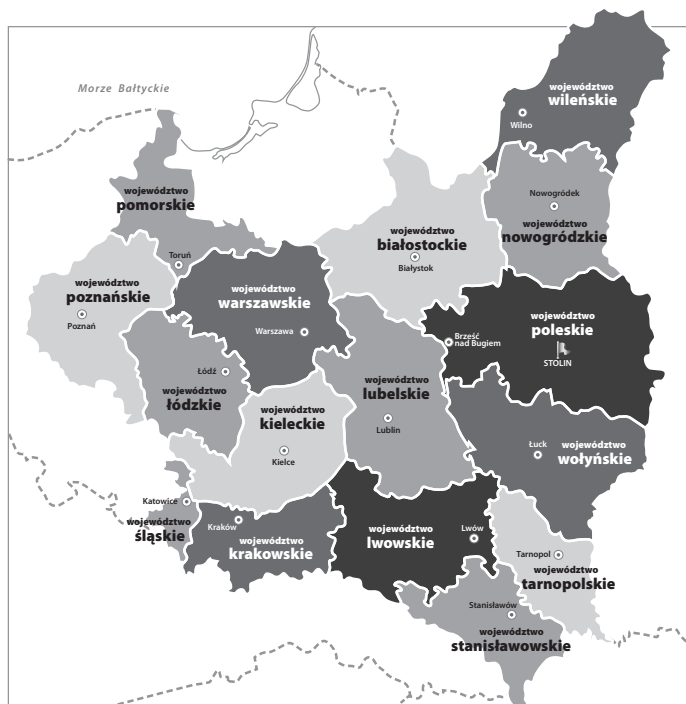 Morze Bałtyckie
województwo
wileńskie
Wilno
województwo
pomorskie
Nowogródek
województwo
nowogródzkie
województwo
białostockie
Białystok
Toruń
województwo
poznańskie
Poznań
województwo
warszawskie
Warszawa
województwo
poleskie
Brześć
nad Bugiem
STOLIN
Łódź
województwo
łódzkie
województwo
lubelskie
Lublin
województwo
kieleckie
Kielce
Łuck
województwo
wołyńskie
Katowice
województwo
śląskie
Kraków
województwo
krakowskie
województwo
lwowskie
Lwów
Tarnopol
województwo
tarnopolskie
Stanisławów
województwo
stanisławowskie